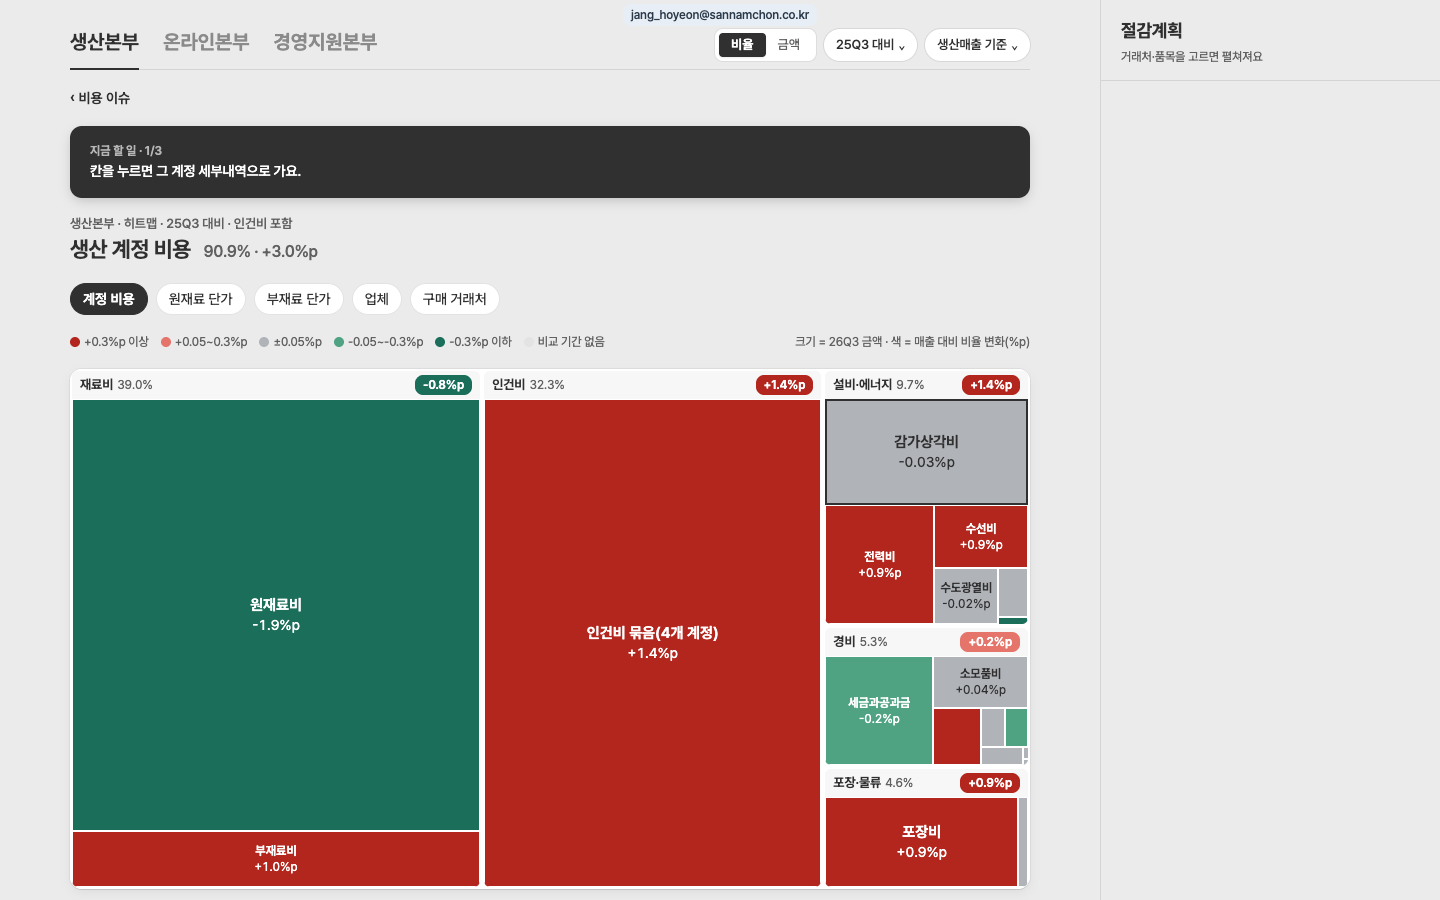 jang_hoyeon@sannamchon.co.kr
생산본부 온라인본부 경영지원본부
비율 금액 25Q3 대비 생산매출 기준
‹ 비용 이슈
지금 할 일 · 1/3
칸을 누르면 그 계정 세부내역으로 가요.
생산본부 · 히트맵 · 25Q3 대비 · 인건비 포함
생산 계정 비용 90.9% · +3.0%p
계정 비용 원재료 단가 부재료 단가 업체 구매 거래처
+0.3%p 이상 +0.05~0.3%p ±0.05%p -0.05~-0.3%p -0.3%p 이하 비교 기간 없음
크기 = 26Q3 금액 · 색 = 매출 대비 비율 변화(%p)
재료비 39.0% -0.8%p
원재료비
-1.9%p
부재료비
+1.0%p
인건비 32.3% +1.4%p
인건비 묶음(4개 계정)
+1.4%p
설비·에너지 9.7% +1.4%p
감가상각비
-0.03%p
전력비
+0.9%p
수선비
+0.9%p
수도광열비
-0.02%p
경비 5.3% +0.2%p
세금과공과금
-0.2%p
소모품비
+0.04%p
포장·물류 4.6% +0.9%p
포장비
+0.9%p
절감계획
거래처·품목을 고르면 펼쳐져요